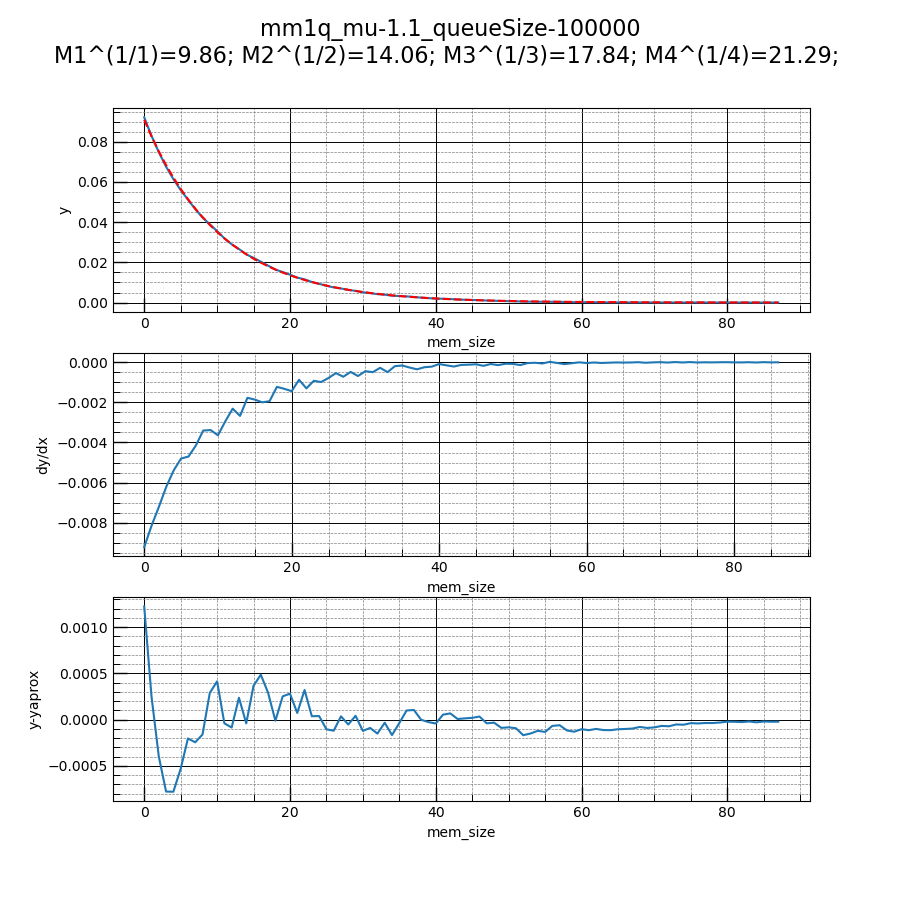 mm1q_mu-1.1_queueSize-100000
M1^(1/1)=9.86; M2^(1/2)=14.06; M3^(1/3)=17.84; M4^(1/4)=21.29;
0.08
0.06
0.04
0.02
0.00
y
0 20 40 60 80
mem_size
0.000
−0.002
−0.004
−0.006
−0.008
dy/dx
0 20 40 60 80
mem_size
0.0010
0.0005
0.0000
−0.0005
y-yaprox
0 20 40 60 80
mem_size